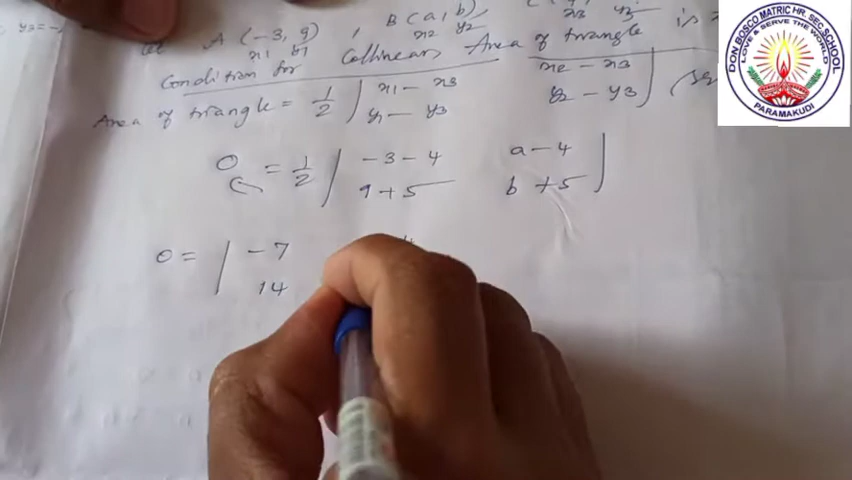 Let A (-3, 9), B (a, b),
x1 y1 x2 y2 x3 y3
Condition for Collinear, Area of triangle is
Area of triangle = 1/2 | x1 - x3 x2 - x3 |
y1 - y3 y2 - y3
0 = 1/2 | -3 - 4 a - 4 |
9 + 5 b + 5
0 = | -7
14
DON BOSCO MATRIC HR. SEC SCHOOL
LOVE & SERVE THE WORLD
PARAMAKUDI